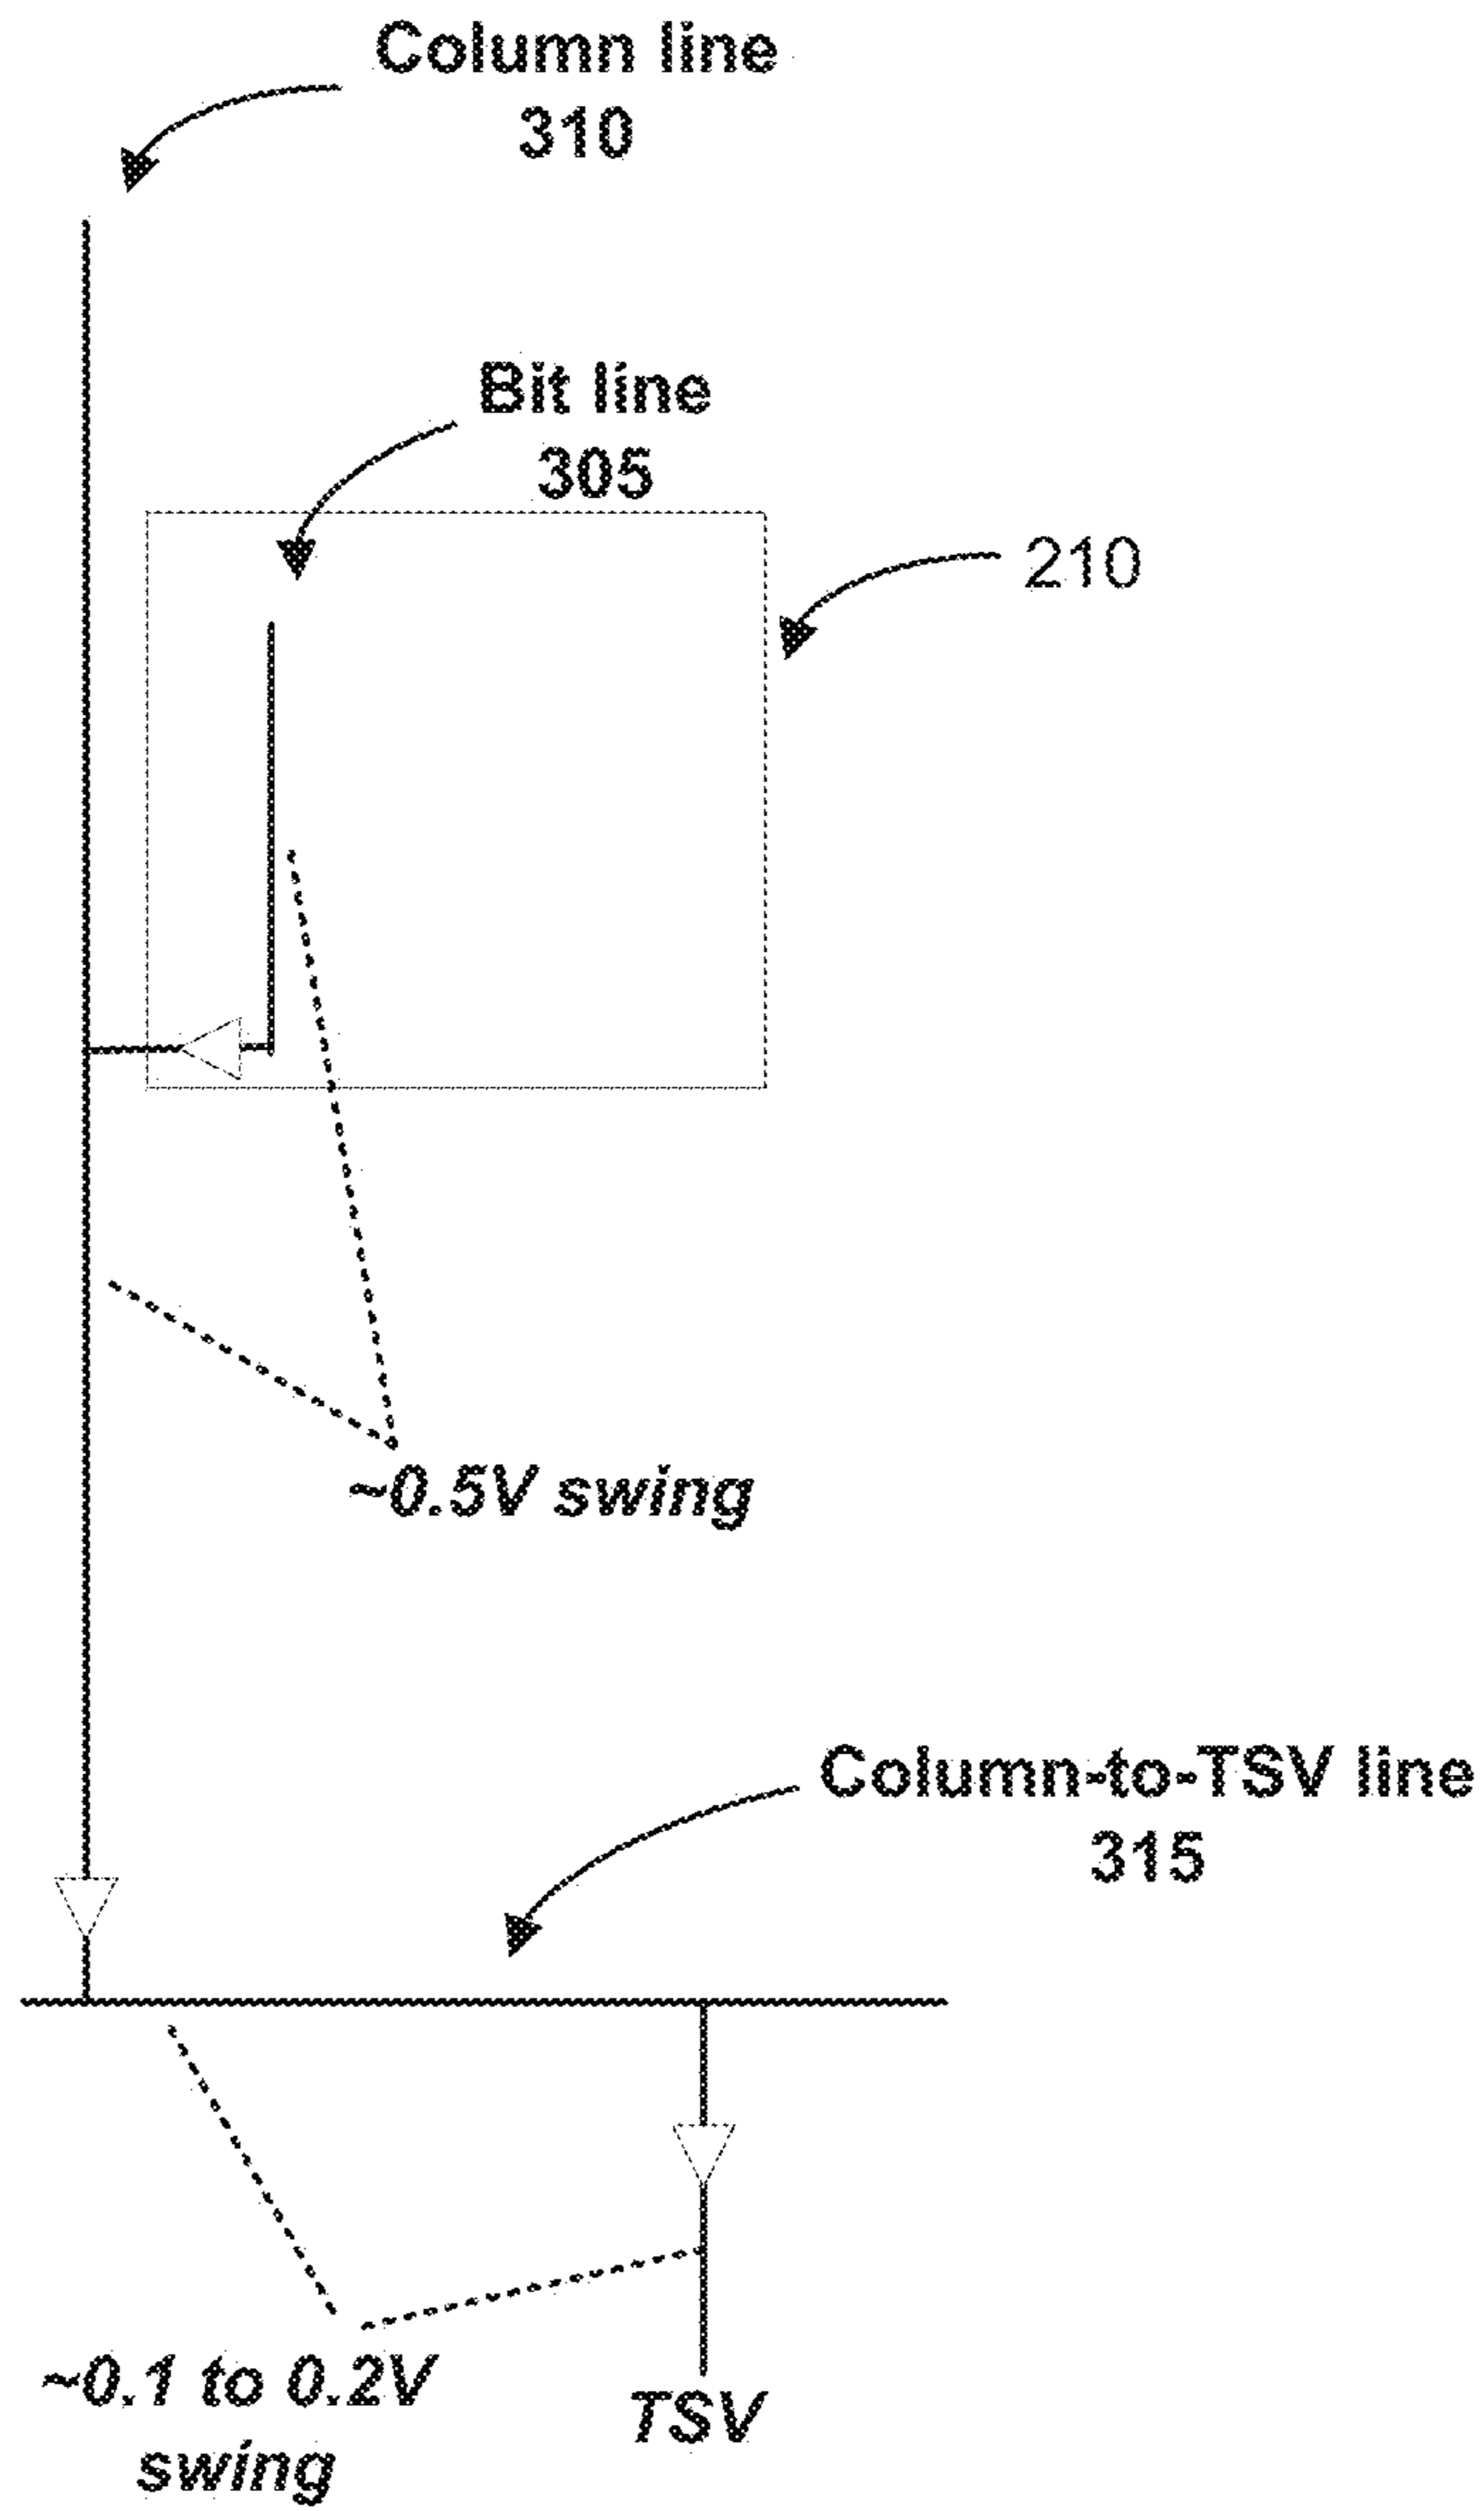 Column line
310
Bit line
305
210
~0.5V swing
Column-to-TSV line
315
~0.1 to 0.2V
swing
TSV